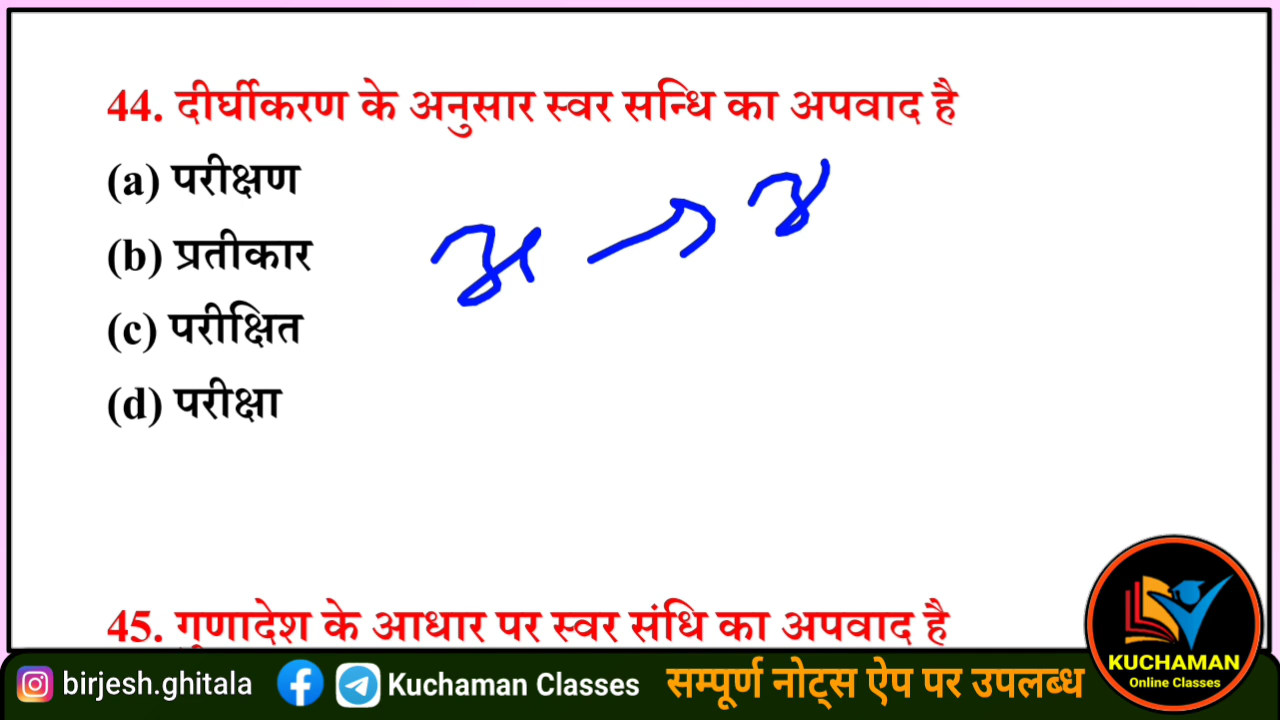 44. दीर्घीकरण के अनुसार स्वर सन्धि का अपवाद है
(a) परीक्षण
(b) प्रतीकार
(c) परीक्षित
(d) परीक्षा
45. गुणादेश के आधार पर स्वर संधि का अपवाद है
birjesh.ghitala
Kuchaman Classes
सम्पूर्ण नोट्स ऐप पर उपलब्ध
KUCHAMAN
Online Classes